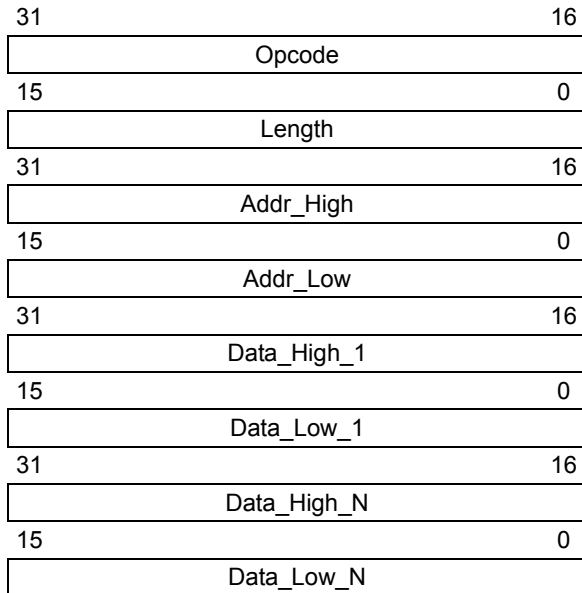 31 16
Opcode
15 0
Length
31 16
Addr_High
15 0
Addr_Low
31 16
Data_High_1
15 0
Data_Low_1
31 16
Data_High_N
15 0
Data_Low_N